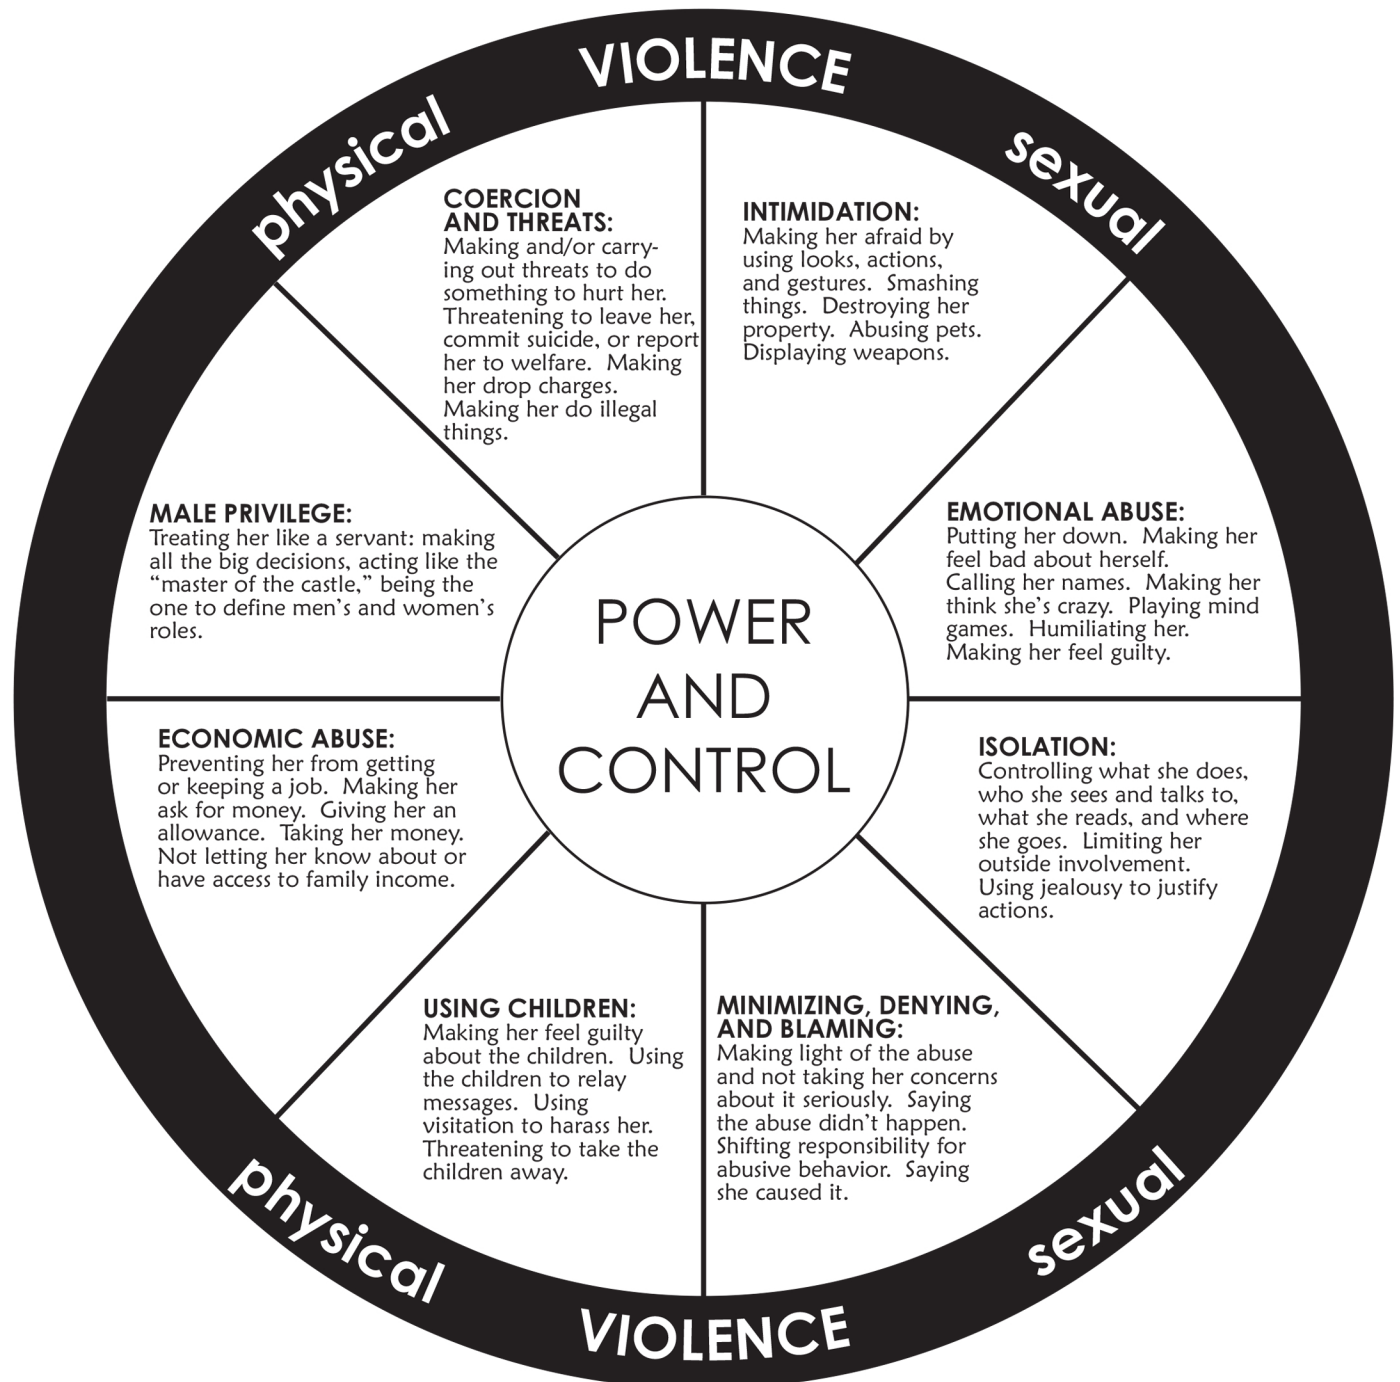 VIOLENCE
physical
sexual
COERCION
AND THREATS:
Making and/or carry-
ing out threats to do
something to hurt her.
Threatening to leave her,
commit suicide, or report
her to welfare.  Making
her drop charges.
Making her do illegal
things.
INTIMIDATION:
Making her afraid by
using looks, actions,
and gestures.  Smashing
things.  Destroying her
property.  Abusing pets.
Displaying weapons.
MALE PRIVILEGE:
Treating her like a servant: making
all the big decisions, acting like the
“master of the castle,” being the
one to define men’s and women’s
roles.
EMOTIONAL ABUSE:
Putting her down.  Making her
feel bad about herself.
Calling her names.  Making her
think she’s crazy.  Playing mind
games.  Humiliating her.
Making her feel guilty.
POWER
AND
CONTROL
ECONOMIC ABUSE:
Preventing her from getting
or keeping a job.  Making her
ask for money.  Giving her an
allowance.  Taking her money.
Not letting her know about or
have access to family income.
ISOLATION:
Controlling what she does,
who she sees and talks to,
what she reads, and where
she goes.  Limiting her
outside involvement.
Using jealousy to justify
actions.
USING CHILDREN:
Making her feel guilty
about the children.  Using
the children to relay
messages.  Using
visitation to harass her.
Threatening to take the
children away.
MINIMIZING, DENYING,
AND BLAMING:
Making light of the abuse
and not taking her concerns
about it seriously.  Saying
the abuse didn’t happen.
Shifting responsibility for
abusive behavior.  Saying
she caused it.
physical
sexual
VIOLENCE